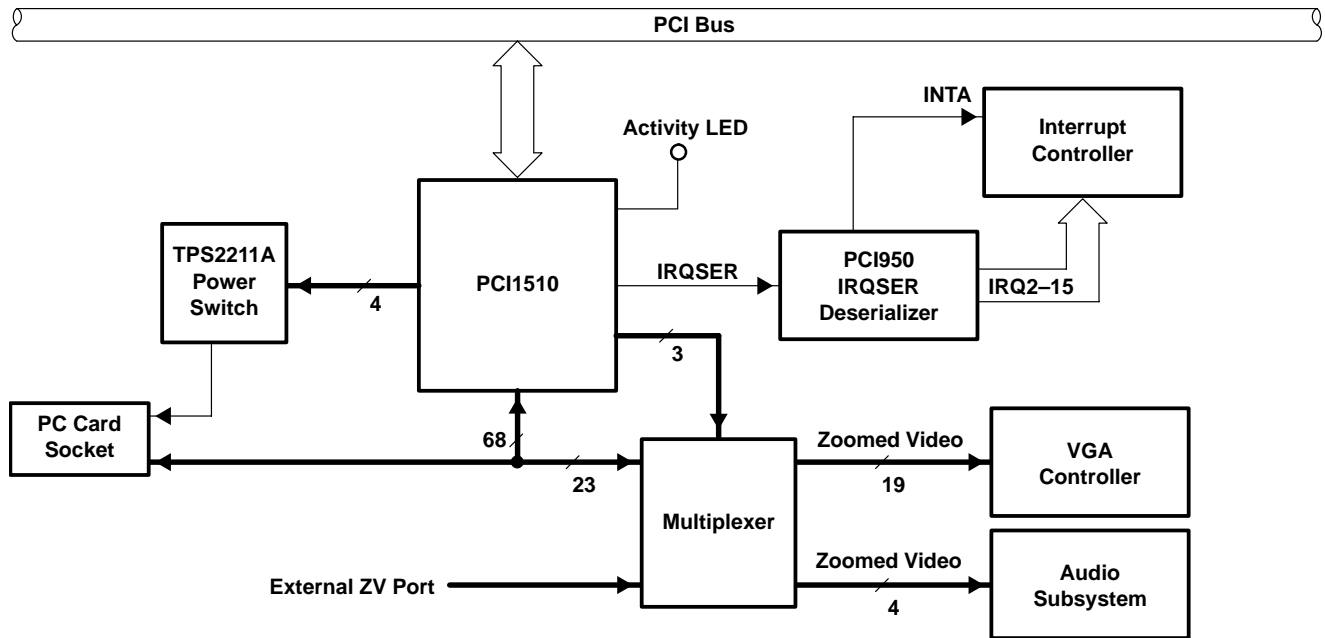 PCI Bus
INTA
Activity LED
Interrupt
Controller
TPS2211A
Power
Switch
PCI1510
IRQSER
PCI950
IRQSER
Deserializer
IRQ2–15
4
3
PC Card
Socket
68
23
Zoomed Video
19
VGA
Controller
Multiplexer
External ZV Port
Zoomed Video
4
Audio
Subsystem